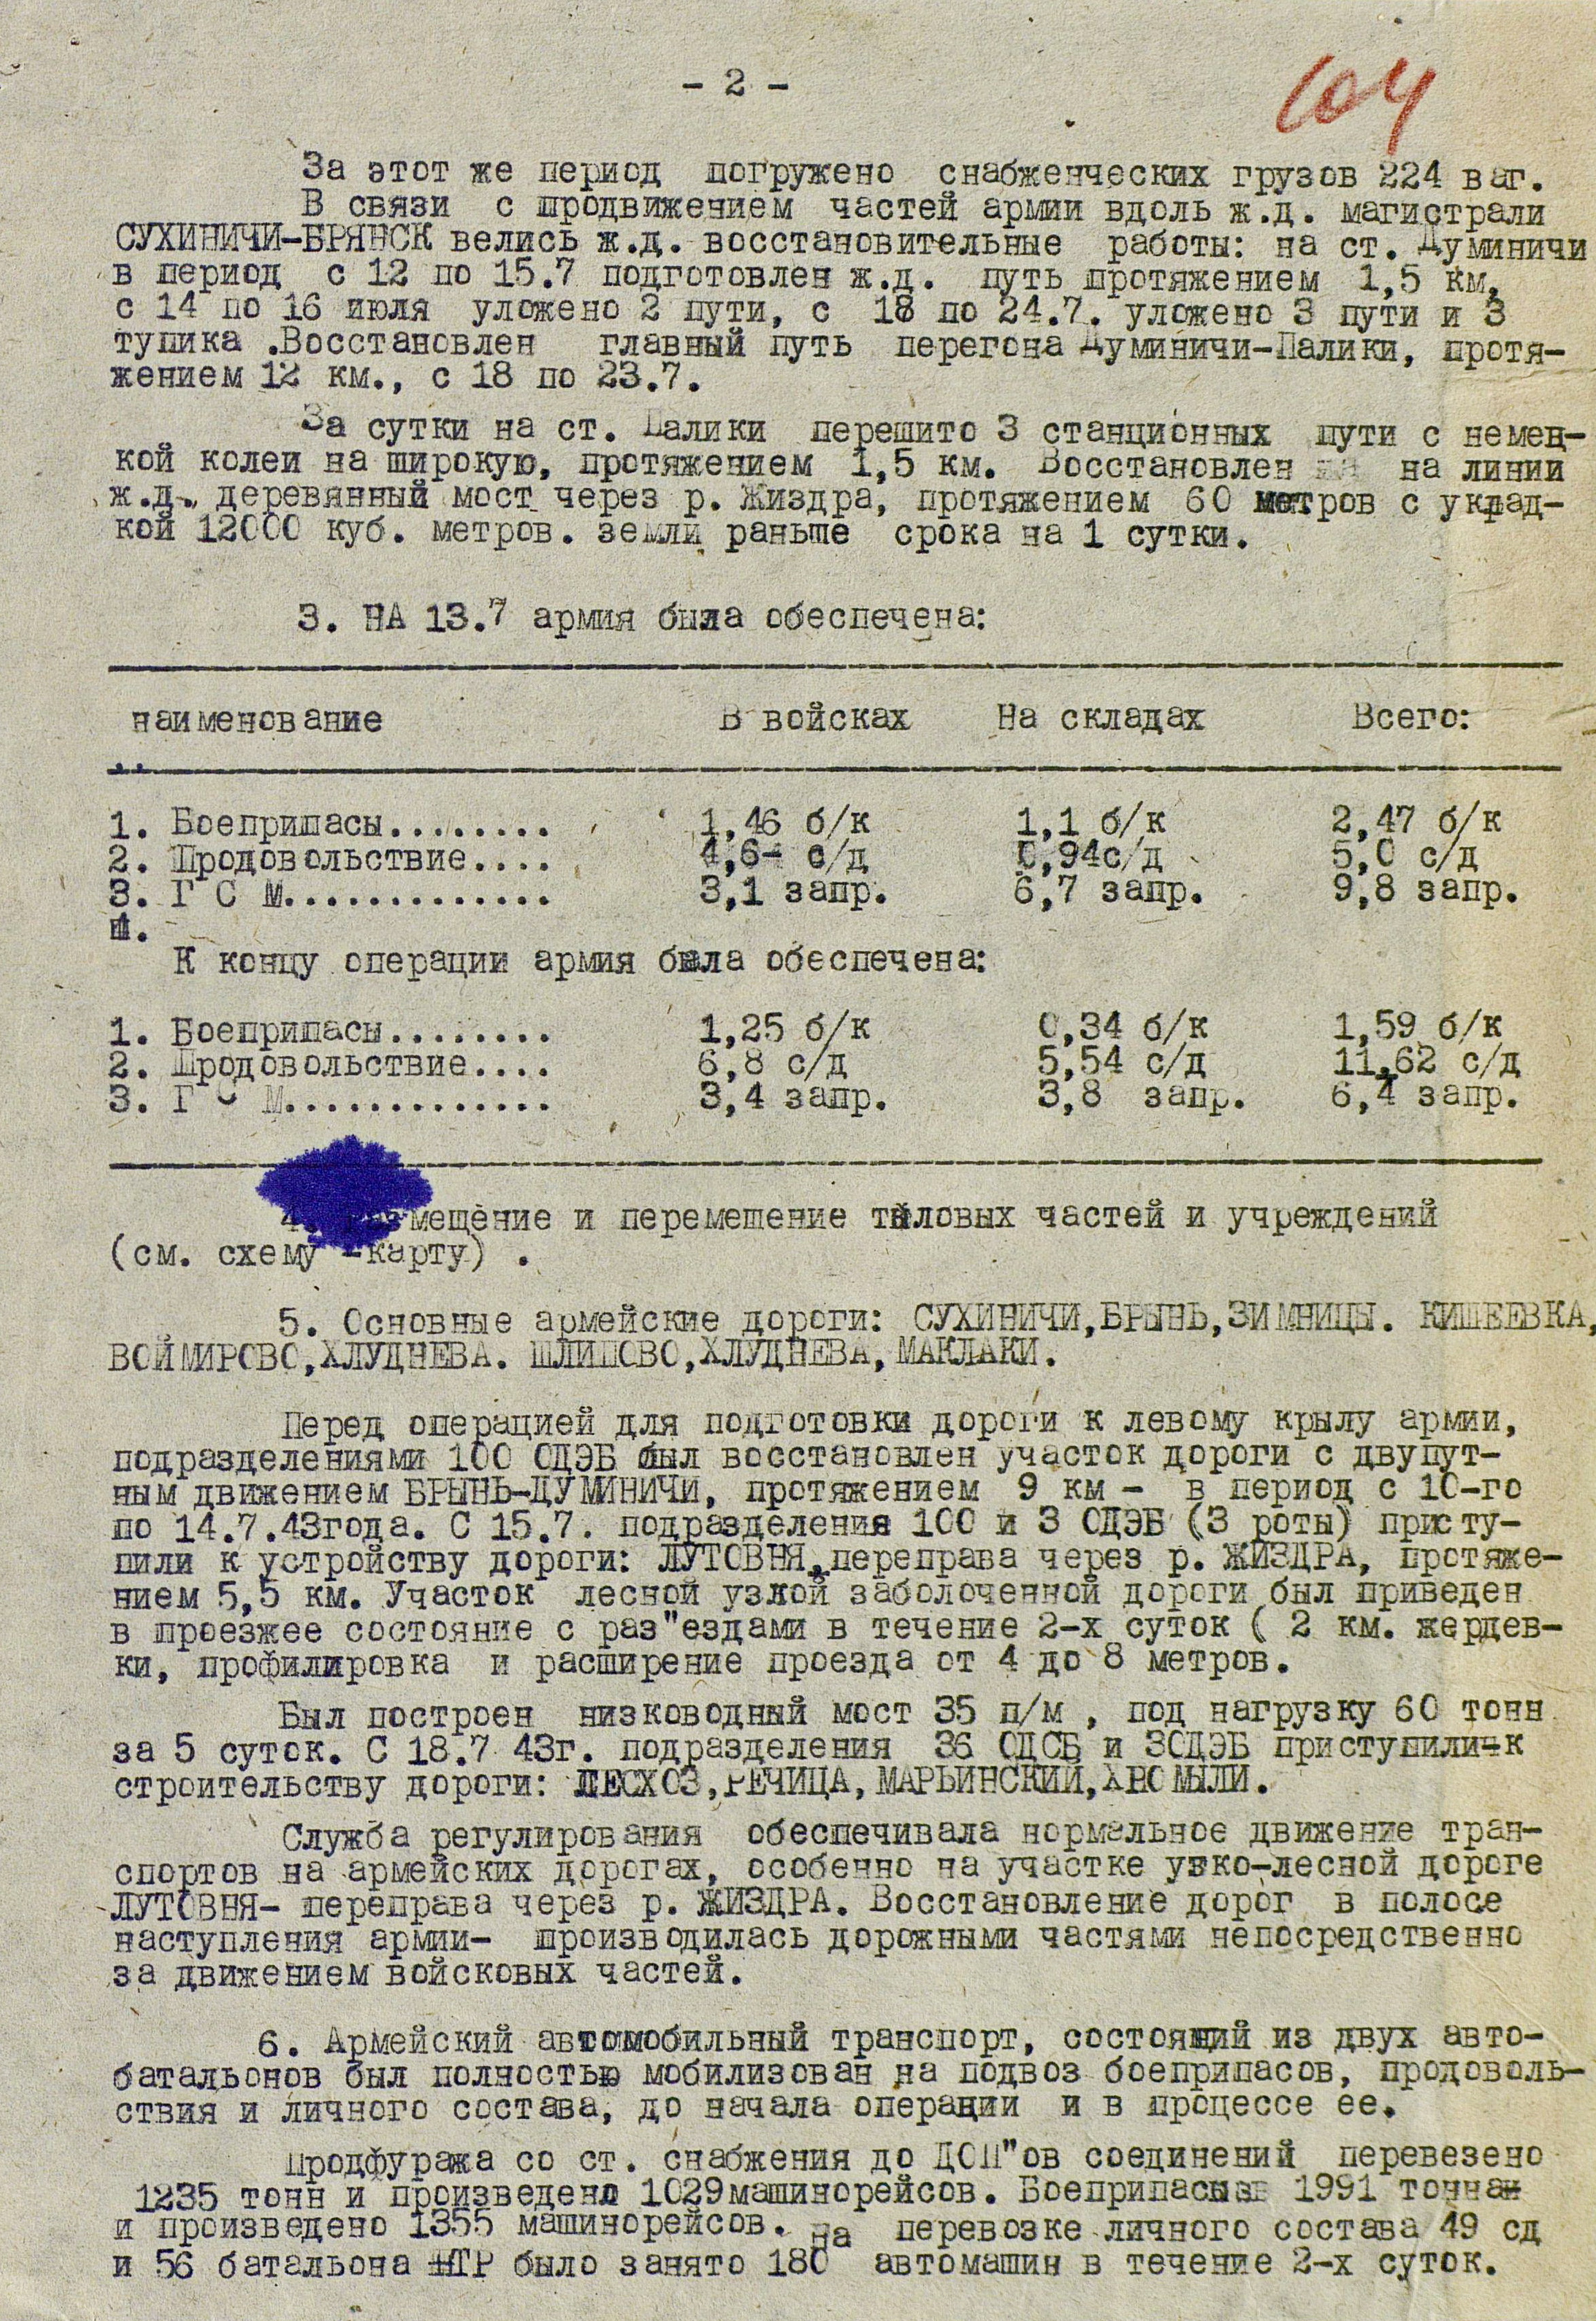 - 2 -
104
За этот же период погружено снабженческих грузов 224 ваг.
В связи с продвижением частей армии вдоль ж.д. магистрали
СУХИНИЧИ-БРЯНСК велись ж.д. восстановительные работы: на ст. Думиничи
в период с 12 по 15.7 подготовлен ж.д. путь протяжением 1,5 км,
с 14 по 16 июля уложено 2 пути, с 18 по 24.7. уложено 3 пути и 3
тупика .Восстановлен главный путь перегона Думиничи-Палики, протя-
жением 12 км., с 18 по 23.7.
За сутки на ст. Палики перешито 3 станционных пути с немец-
кой колеи на широкую, протяжением 1,5 км. Восстановлен на линии
ж.д. деревянный мост через р. Жиздра, протяжением 60 метров с уклад-
кой 12000 куб. метров. земли раньше срока на 1 сутки.
3. НА 13.7 армия была обеспечена:
наименование В войсках На складах Всего:
1. Боеприпасы........ 1,46 б/к 1,1 б/к 2,47 б/к
2. Продовольствие.... 4,6- с/д 0,94с/д 5,0 с/д
3. Г С М............. 3,1 запр. 6,7 запр. 9,8 запр.
К концу операции армия была обеспечена:
1. Боеприпасы........ 1,25 б/к 0,34 б/к 1,59 б/к
2. Продовольствие.... 6,8 с/д 5,54 с/д 11,62 с/д
3. Г С М............. 3,4 запр. 3,8 запр. 6,4 запр.
4. Размещение и перемещение тыловых частей и учреждений
(см. схему -карту) .
5. Основные армейские дороги: СУХИНИЧИ,БРЫНЬ,ЗИМНИЦЫ. КИШЕЕВКА,
ВОЙМИРОВО,ХЛУДНЕВА. ШЛИПОВО,ХЛУДНЕВА,МАКЛАКИ.
Перед операцией для подготовки дороги к левому крылу армии,
подразделениями 100 ОДЭБ был восстановлен участок дороги с двупут-
ным движением БРЫНЬ-ДУМИНИЧИ, протяжением 9 км - в период с 10-го
по 14.7.43года. С 15.7. подразделения 100 и 3 ОДЭБ (3 роты) присту-
пили к устройству дороги: ЛУТОВНЯ,переправа через р. ЖИЗДРА, протяже-
нием 5,5 км. Участок лесной узкой заболоченной дороги был приведен
в проезжее состояние с раз"ездами в течение 2-х суток ( 2 км. жердев-
ки, профилировка и расширение проезда от 4 до 8 метров.
Был построен низководный мост 35 п/м , под нагрузку 60 тонн
за 5 суток. С 18.7 43г. подразделения 36 ОДСБ и 3ОДЭБ приступили к
строительству дороги: ЛЕСХОЗ,РЕЧИЦА,МАРЬИНСКИЙ,ХВОМЫЛИ.
Служба регулирования обеспечивала нормальное движение тран-
спортов на армейских дорогах, особенно на участке узко-лесной дороге
ЛУТОВНЯ- переправа через р. ЖИЗДРА. Восстановление дорог в полосе
наступления армии- производилась дорожными частями непосредственно
за движением войсковых частей.
6. Армейский автомобильный транспорт, состоящий из двух авто-
батальонов был полностью мобилизован на подвоз боеприпасов, продоволь-
ствия и личного состава, до начала операции и в процессе ее.
Продфуража со ст. снабжения до ДОП"ов соединений перевезено
1235 тонн и произведено 1029машинорейсов. Боеприпасы 1991 тонна
и произведено 1355 машинорейсов. На перевозке личного состава 49 сд
и 56 батальона ПТР было занято 180 автомашин в течение 2-х суток.